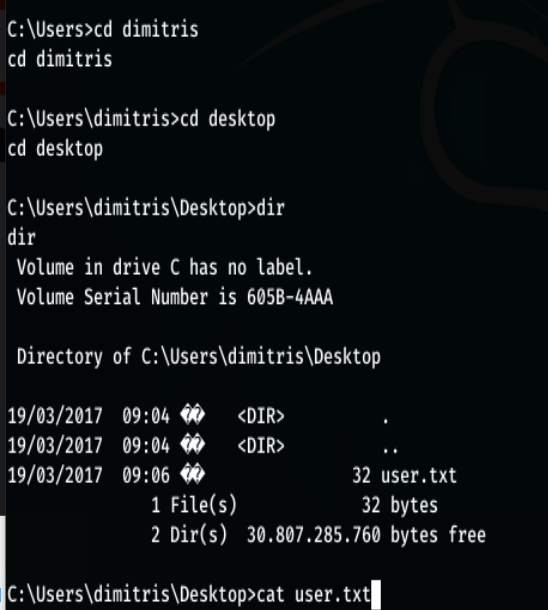 C:\Users>cd dimitris
cd dimitris
C:\Users\dimitris>cd desktop
cd desktop
C:\Users\dimitris\Desktop>dir
dir
Volume in drive C has no label.
Volume Serial Number is 605B-4AAA
Directory of C:\Users\dimitris\Desktop
19/03/2017 09:04 �� <DIR> .
19/03/2017 09:04 �� <DIR> ..
19/03/2017 09:06 �� 32 user.txt
1 File(s) 32 bytes
2 Dir(s) 30.807.285.760 bytes free
C:\Users\dimitris\Desktop>cat user.txt